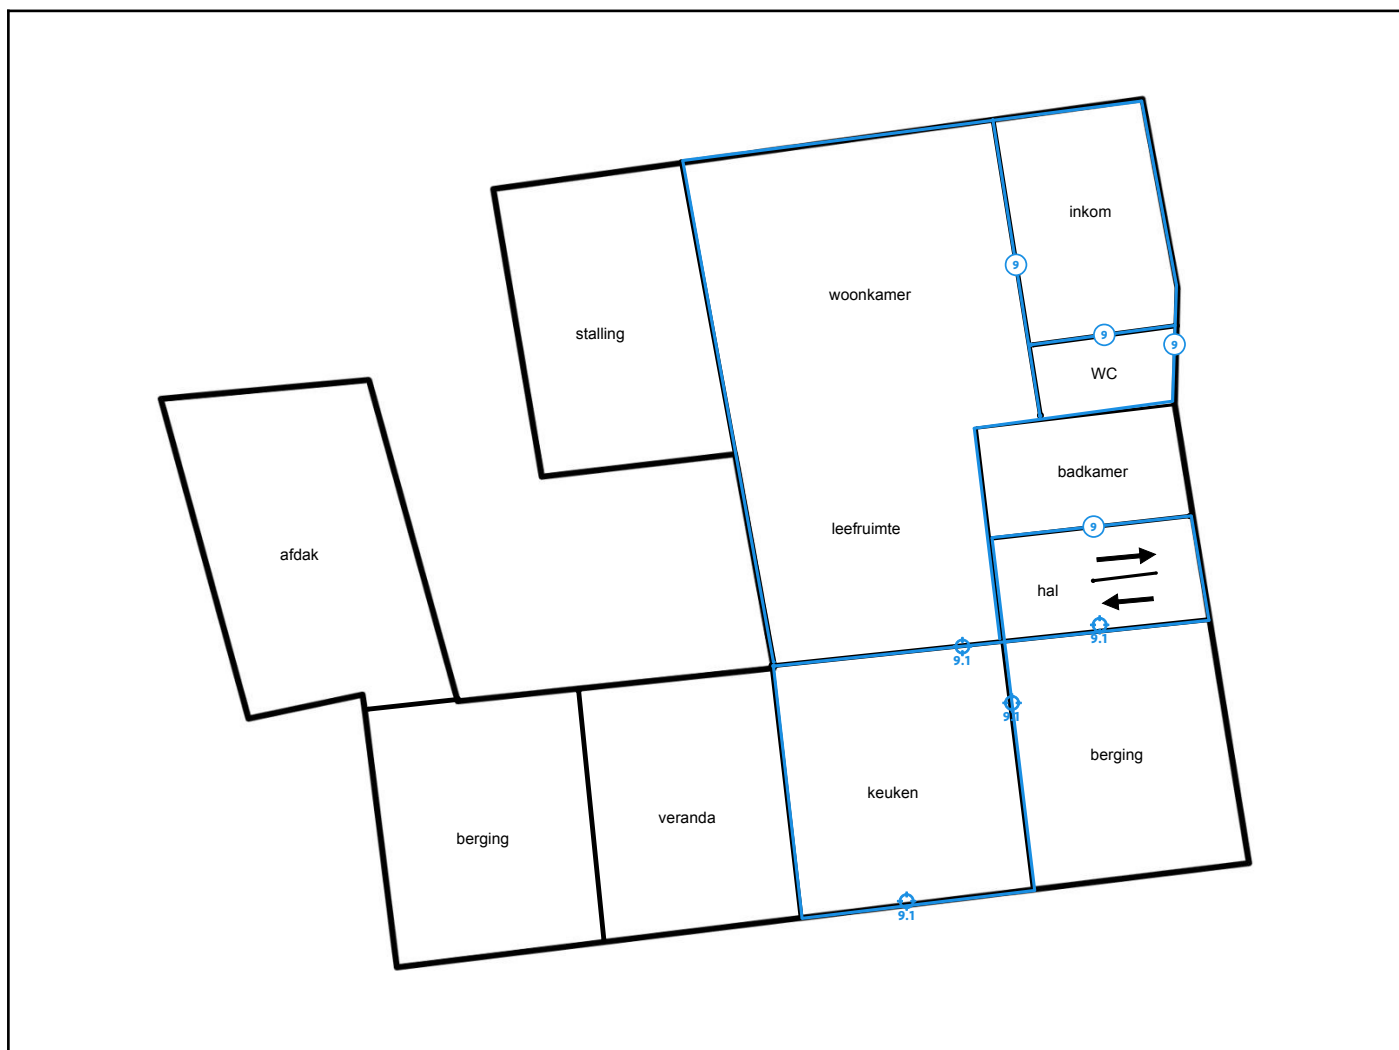 inkom
9
woonkamer
stalling
9
9
WC
badkamer
leefruimte
9
afdak
hal
9.1
9.1
9.1
berging
keuken
veranda
berging
9.1